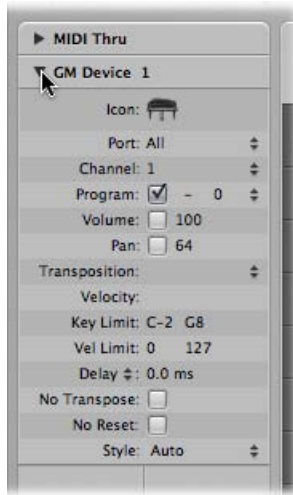 MIDI Thru
GM Device 1
Icon:
Port: All
Channel: 1
Program: - 0
Volume: 100
Pan: 64
Transposition:
Velocity:
Key Limit: C-2 G8
Vel Limit: 0 127
Delay : 0.0 ms
No Transpose:
No Reset:
Style: Auto